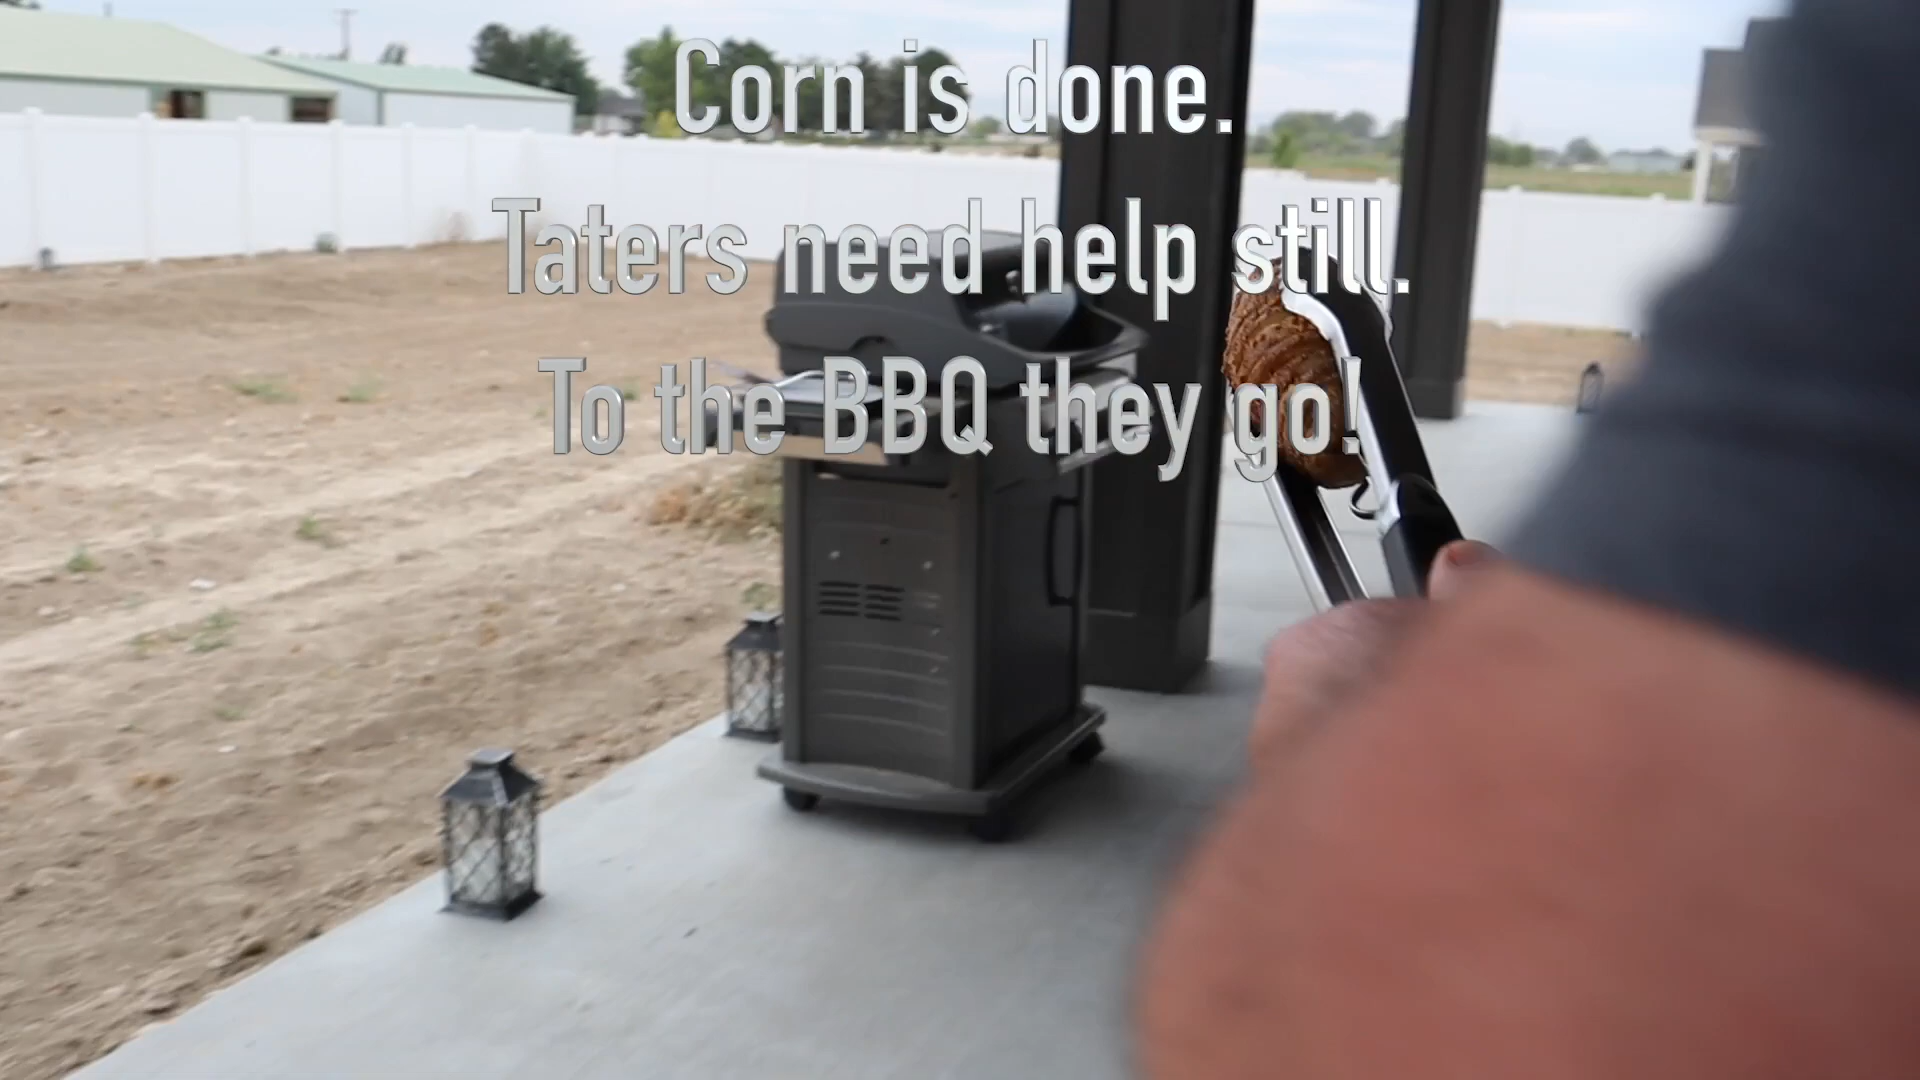 Corn is done.
Taters need help still.
To the BBQ they go!